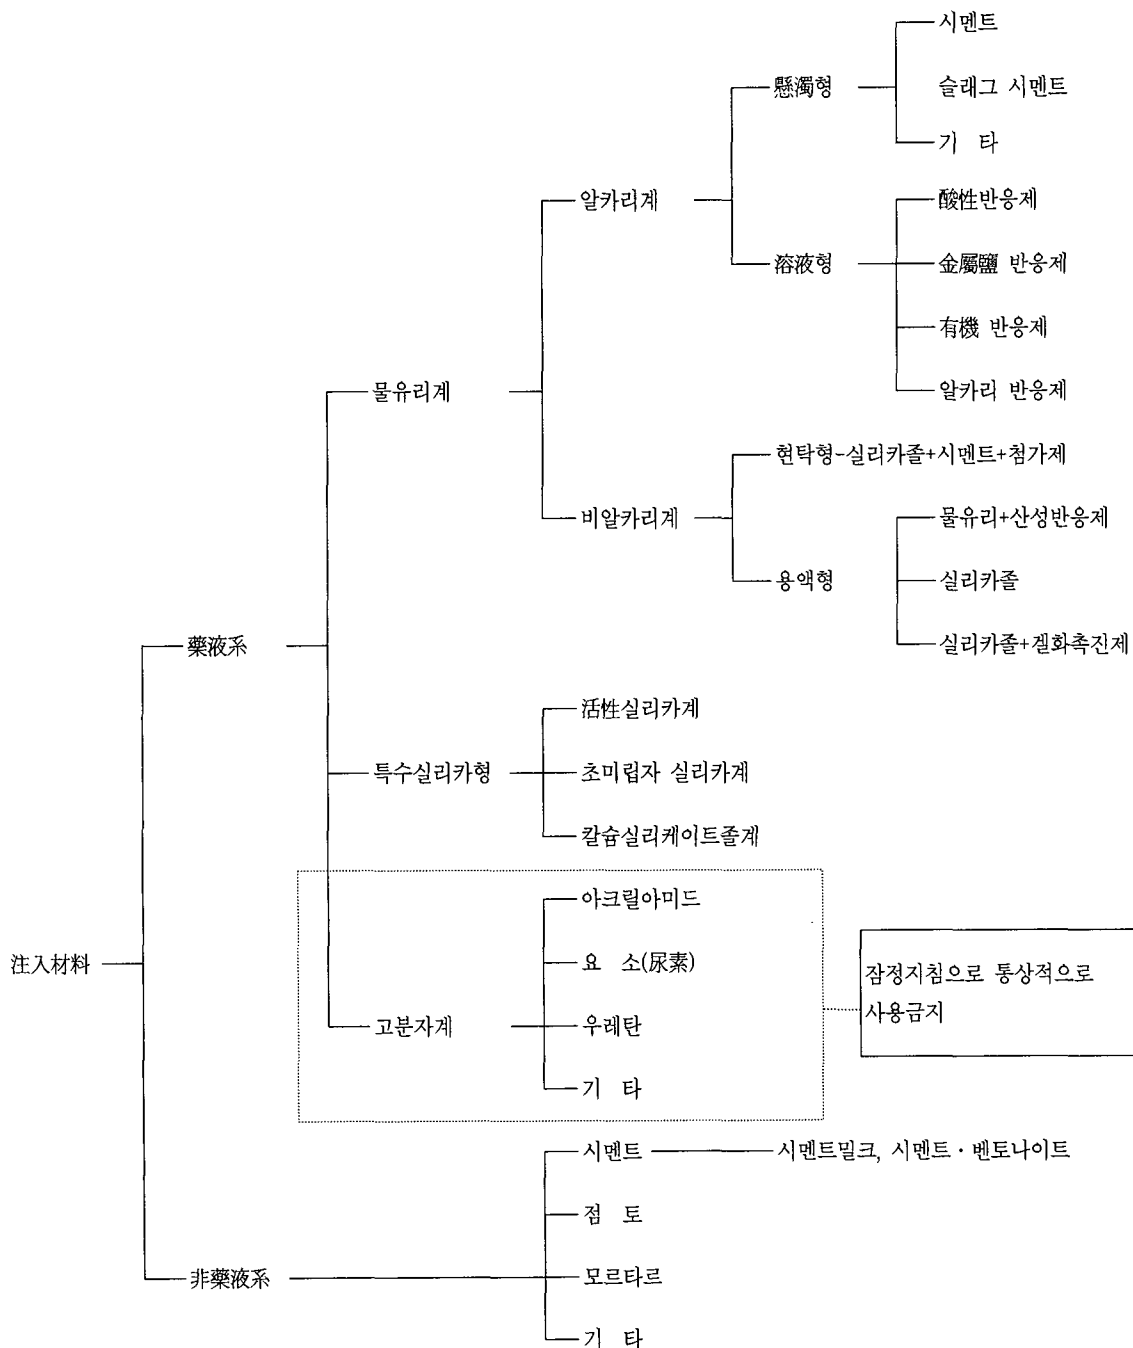 시멘트
懸濁형
슬래그 시멘트
기 타
알카리계
酸性반응제
溶液형
金屬鹽 반응제
有機 반응제
물유리계
알카리 반응제
현탁형-실리카졸+시멘트+첨가제
비알카리계
물유리+산성반응제
용액형
실리카졸
藥液系
실리카졸+겔화촉진제
活性실리카계
특수실리카형
초미립자 실리카계
칼슘실리케이트졸계
아크릴아미드
注入材料
요 소(尿素)
잠정지침으로 통상적으로
사용금지
고분자계
우레탄
기 타
시멘트
시멘트밀크, 시멘트·벤토나이트
점 토
非藥液系
모르타르
기 타